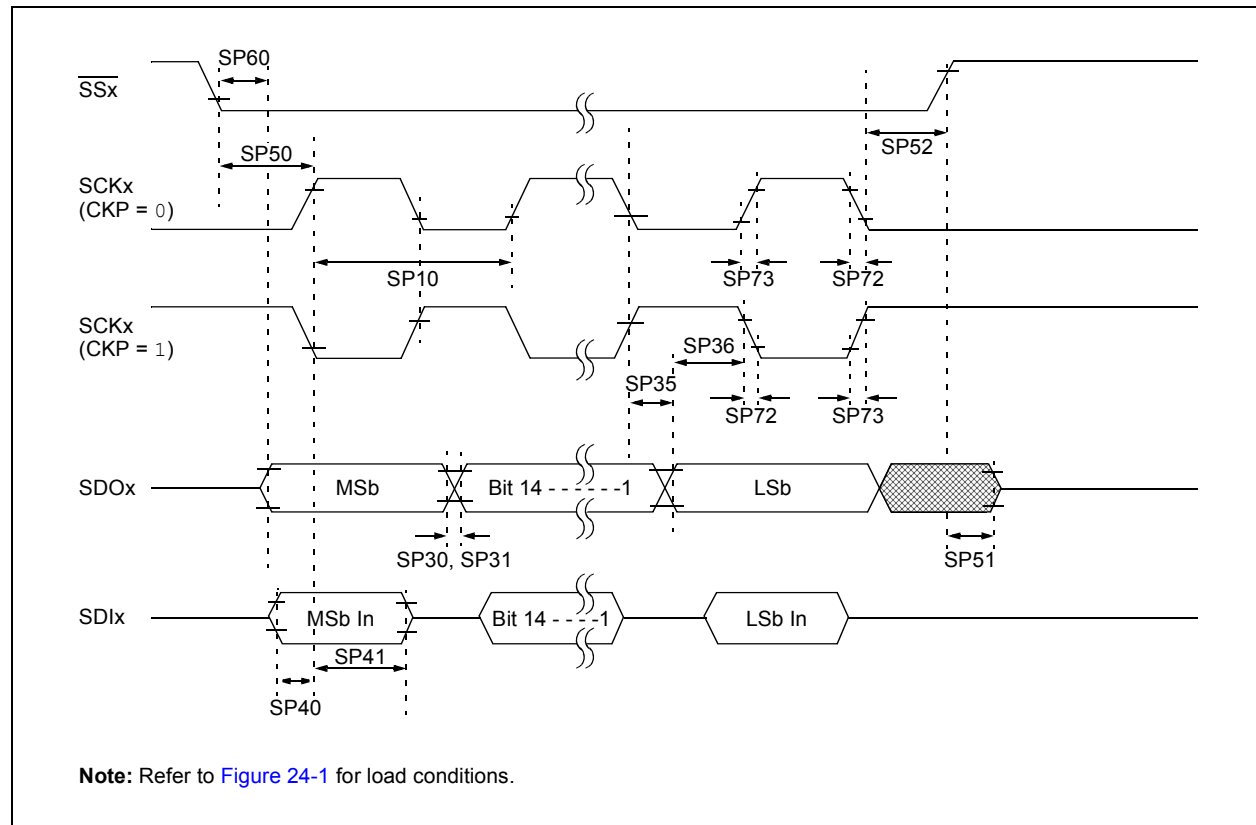 SP60
SSx
SP50
SP52
SCKx
(CKP = 0)
SP10
SP73
SP72
SCKx
(CKP = 1)
SP36
SP35
SP72
SP73
SDOx
MSb
Bit 14 - - - - - -1
LSb
SP30, SP31
SP51
SDIx
MSb In
Bit 14 - - - -1
LSb In
SP41
SP40
Note: Refer to Figure 24-1 for load conditions.